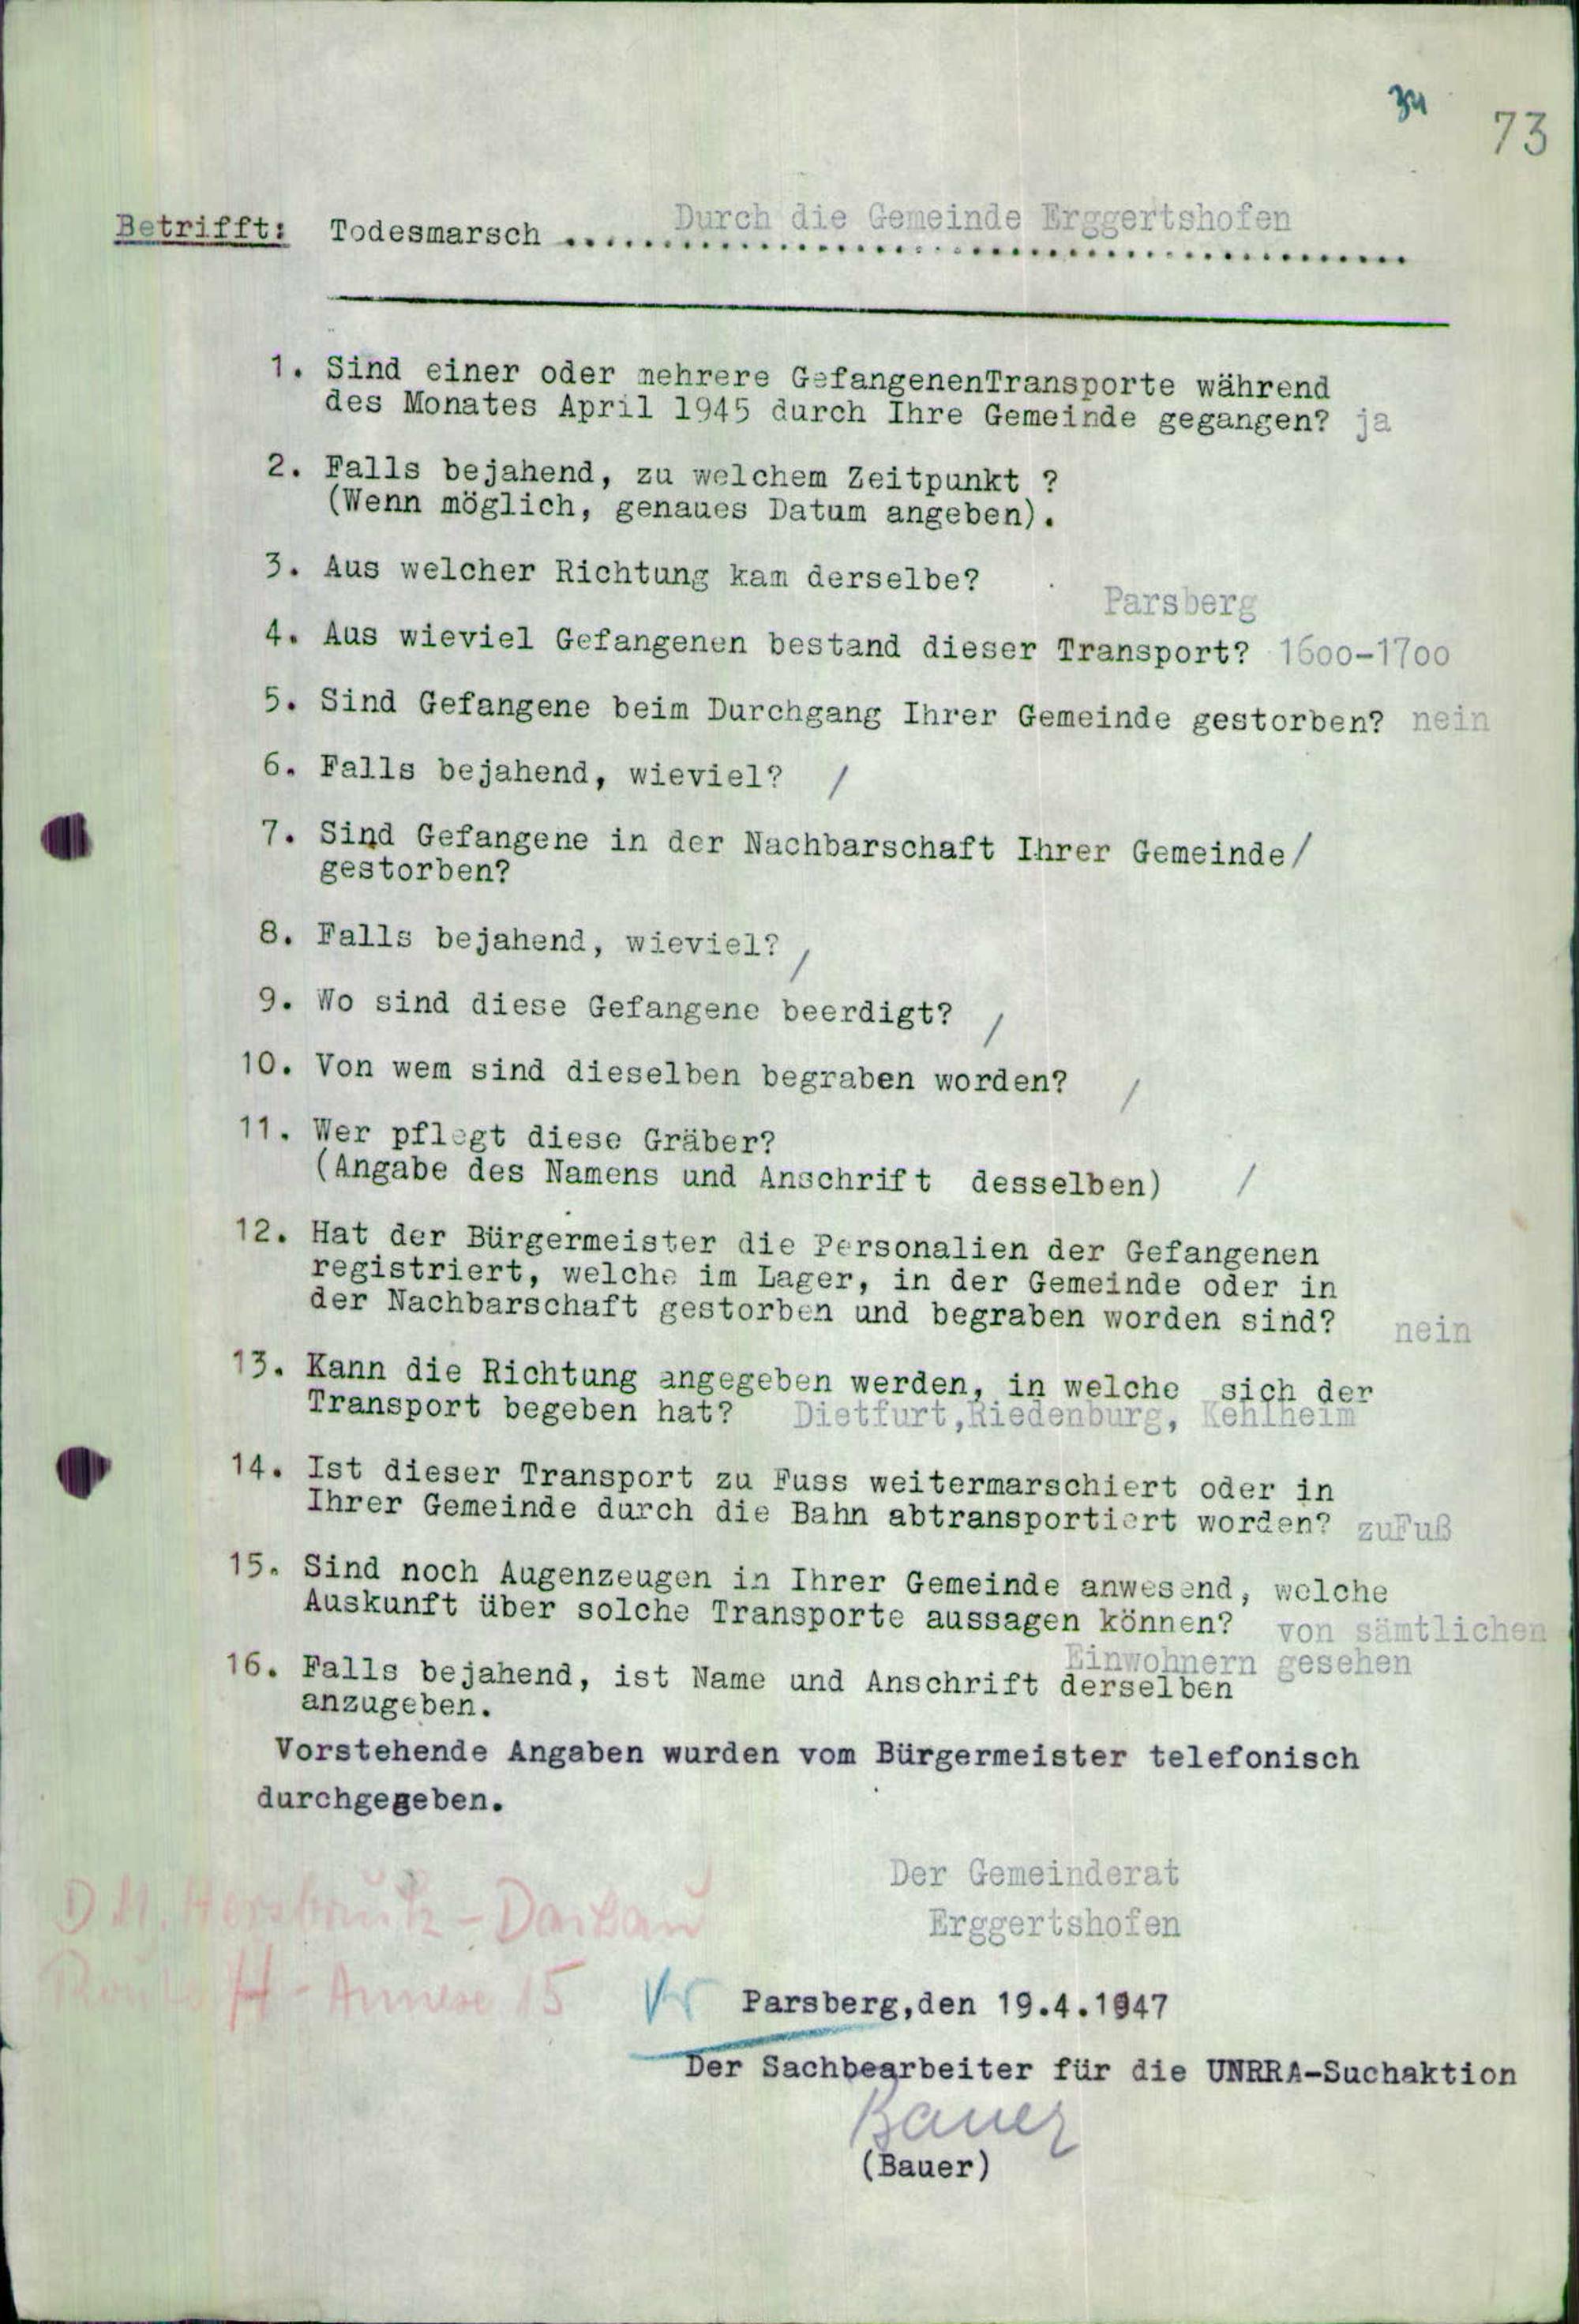 34
73
Betrifft: Todesmarsch ..... Durch die Gemeinde Erggertshofen
1. Sind einer oder mehrere GefangenenTransporte während
des Monates April 1945 durch Ihre Gemeinde gegangen? ja
2. Falls bejahend, zu welchem Zeitpunkt ?
(Wenn möglich, genaues Datum angeben).
3. Aus welcher Richtung kam derselbe?
Parsberg
4. Aus wieviel Gefangenen bestand dieser Transport? 1600-1700
5. Sind Gefangene beim Durchgang Ihrer Gemeinde gestorben? nein
6. Falls bejahend, wieviel? /
7. Sind Gefangene in der Nachbarschaft Ihrer Gemeinde/
gestorben?
8. Falls bejahend, wieviel? /
9. Wo sind diese Gefangene beerdigt? /
10. Von wem sind dieselben begraben worden? /
11. Wer pflegt diese Gräber?
(Angabe des Namens und Anschrift desselben) /
12. Hat der Bürgermeister die Personalien der Gefangenen
registriert, welche im Lager, in der Gemeinde oder in
der Nachbarschaft gestorben und begraben worden sind? nein
13. Kann die Richtung angegeben werden, in welche sich der
Transport begeben hat? Dietfurt,Riedenburg, Kehlheim
14. Ist dieser Transport zu Fuss weitermarschiert oder in
Ihrer Gemeinde durch die Bahn abtransportiert worden? zuFuß
15. Sind noch Augenzeugen in Ihrer Gemeinde anwesend, welche
Auskunft über solche Transporte aussagen können? von sämtlichen
Einwohnern gesehen
16. Falls bejahend, ist Name und Anschrift derselben
anzugeben.
Vorstehende Angaben wurden vom Bürgermeister telefonisch
durchgegeben.
Der Gemeinderat
Erggertshofen
D.M. Hersbruck - Dachau
Route H - Annexe 15
Parsberg,den 19.4.1947
Der Sachbearbeiter für die UNRRA-Suchaktion
Bauer
(Bauer)